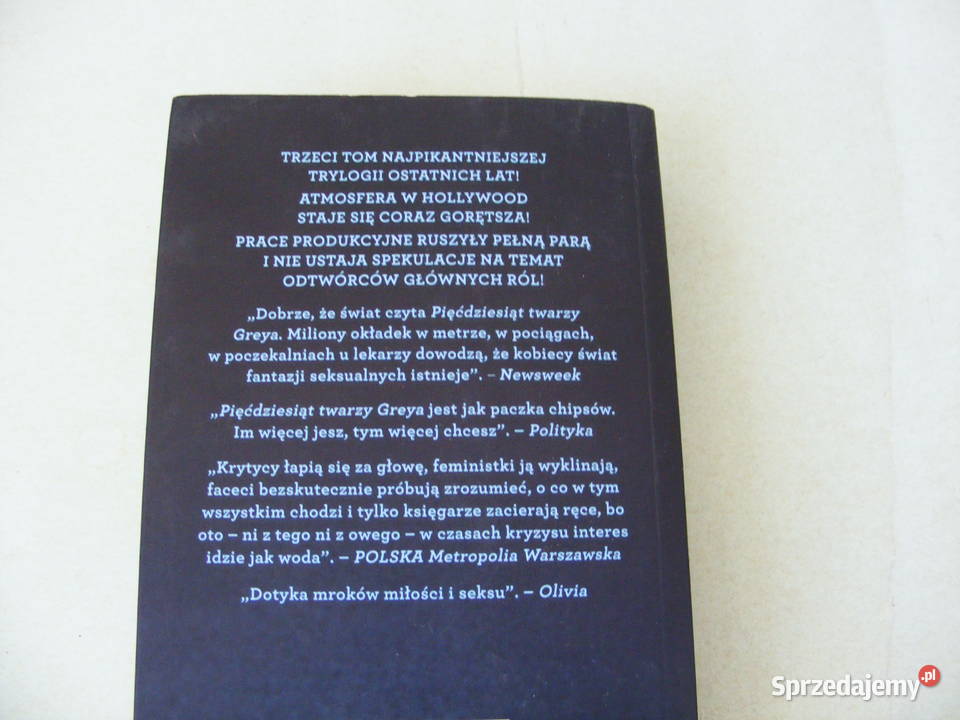 TRZECI TOM NAJPIKANTNIEJSZEJ
TRYLOGII OSTATNICH LAT!
ATMOSFERA W HOLLYWOOD
STAJE SIĘ CORAZ GORĘTSZA!
PRACE PRODUKCYJNE RUSZYŁY PEŁNĄ PARĄ
I NIE USTAJA SPEKULACJE NA TEMAT
ODTWÓRCÓW GŁÓWNYCH RÓL!
„Dobrze, że świat czyta Pięćdziesiąt twarzy
Greya. Miliony okładek w metrze, w pociągach,
w poczekalniach u lekarzy dowodzą, że kobiecy świat
fantazji seksualnych istnieje”. – Newsweek
„Pięćdziesiąt twarzy Greya jest jak paczka chipsów.
Im więcej jesz, tym więcej chcesz”. – Polityka
„Krytycy łapią się za głowę, feministki ją wyklinają,
faceci bezskutecznie próbują zrozumieć, o co w tym
wszystkim chodzi i tylko księgarze zacierają ręce, bo
oto – ni z tego ni z owego – w czasach kryzysu interes
idzie jak woda”. – POLSKA Metropolia Warszawska
„Dotyka mroków miłości i seksu”. – Olivia
Sprzedajemy.pl